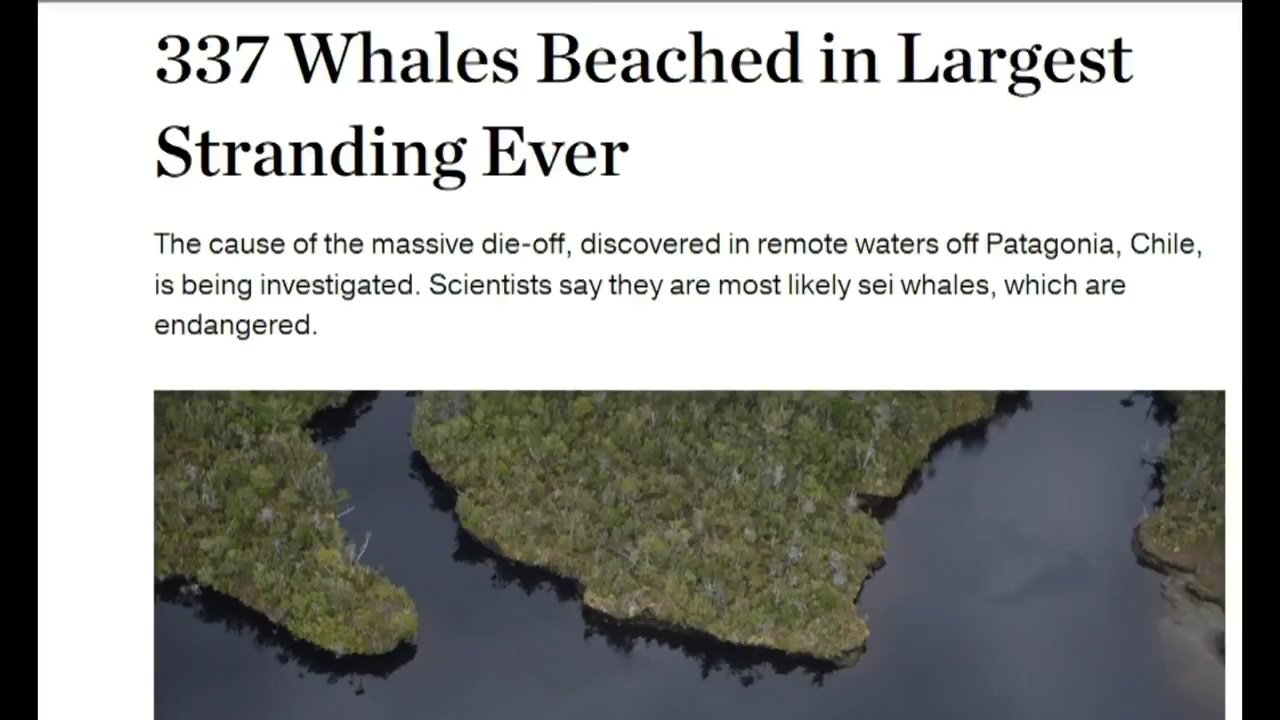 337 Whales Beached in Largest
Stranding Ever
The cause of the massive die-off, discovered in remote waters off Patagonia, Chile,
is being investigated. Scientists say they are most likely sei whales, which are
endangered.